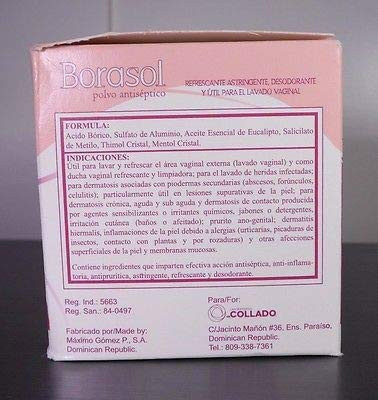 Borasol
polvo antiséptico
REFRESCANTE ASTRINGENTE, DESODORANTE
Y ÚTIL PARA EL LAVADO VAGINAL
FORMULA:
Acido Bórico, Sulfato de Aluminio, Aceite Esencial de Eucalipto, Salicilato
de Metilo, Thimol Cristal, Mentol Cristal.
INDICACIONES:
Útil para lavar y refrescar el área vaginal externa (lavado vaginal) y como
ducha vaginal refrescante y limpiadora; para el lavado de heridas infectadas;
para dermatosis asociadas con piodermas secundarias (abscesos, forúnculos,
celulitis); particularmente útil en lesiones supurativas de la piel; para
dermatosis crónica, aguda y sub aguda y dermatosis de contacto producida
por agentes sensibilizantes o irritantes químicos, jabones o detergentes,
irritación cutánea (baños o afeitado); prurito ano-genital; dermatitis
hiermalis, inflamaciones de la piel debido a alergias (urticarias, picaduras de
insectos, contacto con plantas y por rozaduras) y otras afecciones
superficiales de la piel y membranas mucosas.
Contiene ingredientes que imparten efectiva acción antiséptica, anti-inflama-
toria, antiprurítica, astringente, refrescante y desodorante.
Reg. Ind.: 5663
Reg. San.: 84-0497
Fabricado por/Made by:
Máximo Gómez P., S.A.
Dominican Republic.
Para/For:
COLLADO
C/Jacinto Mañón #36, Ens. Paraíso,
Dominican Republic.
Tel.: 809-338-7361